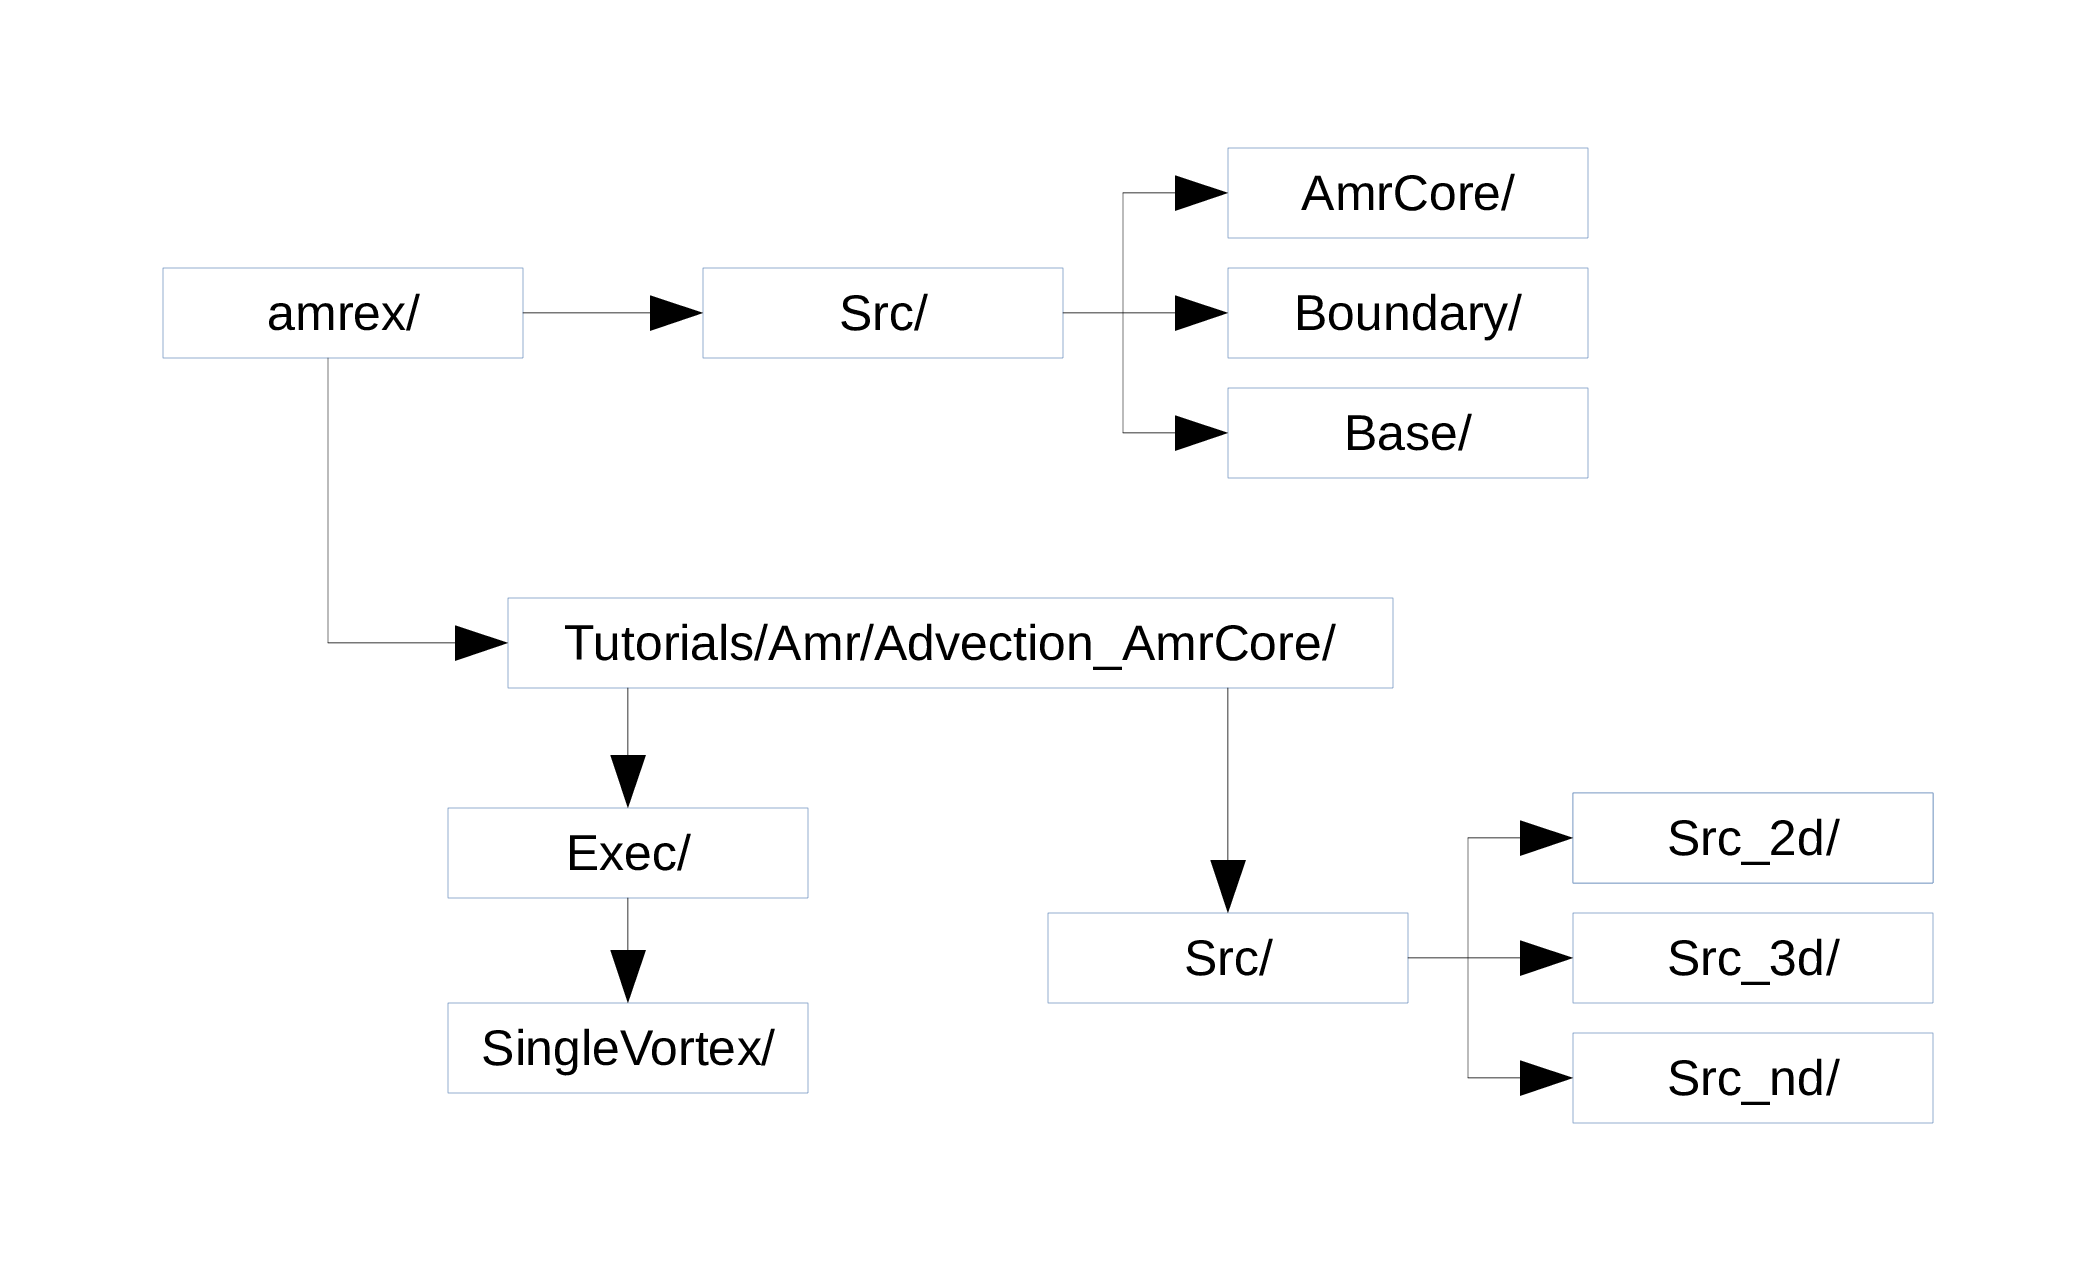 amrex/
Src/
AmrCore/
Boundary/
Base/
Tutorials/Amr/Advection_AmrCore/
Exec/
SingleVortex/
Src/
Src_2d/
Src_3d/
Src_nd/